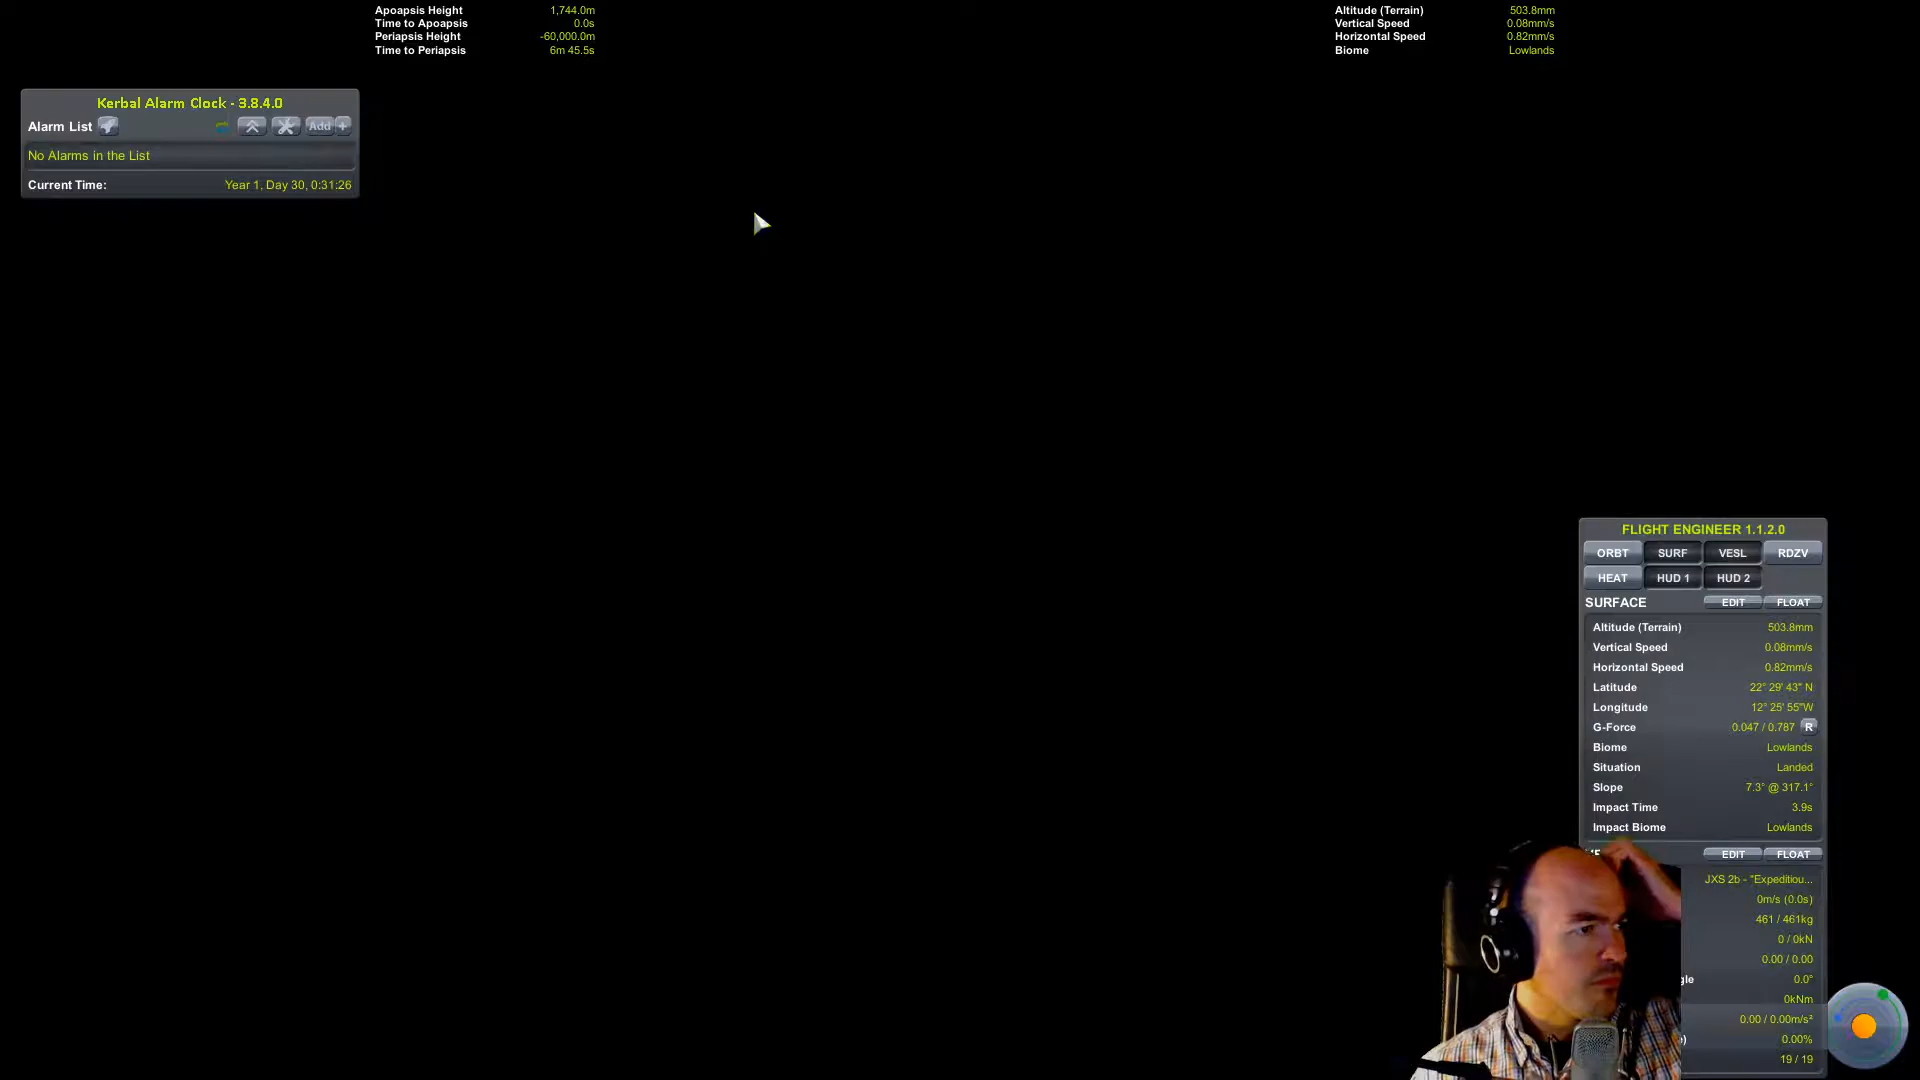 Apoapsis Height 1,744.0m
Time to Apoapsis 0.0s
Periapsis Height -60,000.0m
Time to Periapsis 6m 45.5s
Altitude (Terrain) 503.8mm
Vertical Speed 0.08mm/s
Horizontal Speed 0.82mm/s
Biome Lowlands
Kerbal Alarm Clock - 3.8.4.0
Alarm List Add +
No Alarms in the List
Current Time: Year 1, Day 30, 0:31:26
FLIGHT ENGINEER 1.1.2.0
ORBT SURF VESL RDZV
HEAT HUD 1 HUD 2
SURFACE EDIT FLOAT
Altitude (Terrain) 503.8mm
Vertical Speed 0.08mm/s
Horizontal Speed 0.82mm/s
Latitude 22° 29' 43" N
Longitude 12° 25' 55"W
G-Force 0.047 / 0.787 R
Biome Lowlands
Situation Landed
Slope 7.3° @ 317.1°
Impact Time 3.9s
Impact Biome Lowlands
EDIT FLOAT
JXS 2b - "Expeditiou...
0m/s (0.0s)
461 / 461kg
0 / 0kN
0.00 / 0.00
gle 0.0°
0kNm
0.00 / 0.00m/s²
) 0.00%
19 / 19